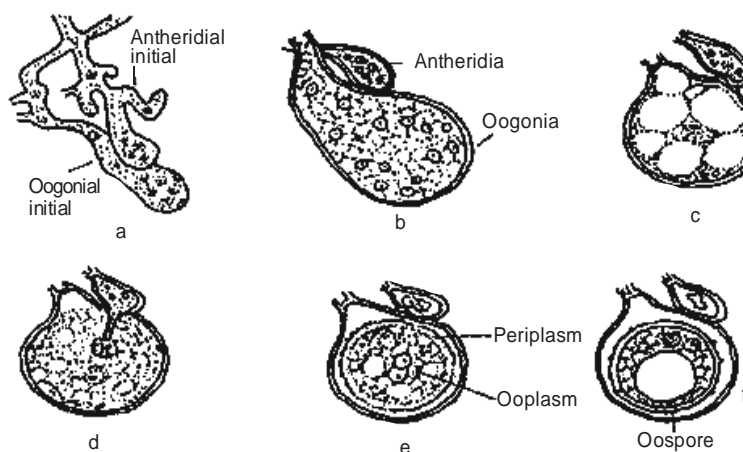 Antheridial
initial
Oogonial
initial
a
Antheridia
Oogonia
b
c
d
Periplasm
Ooplasm
e
Oospore